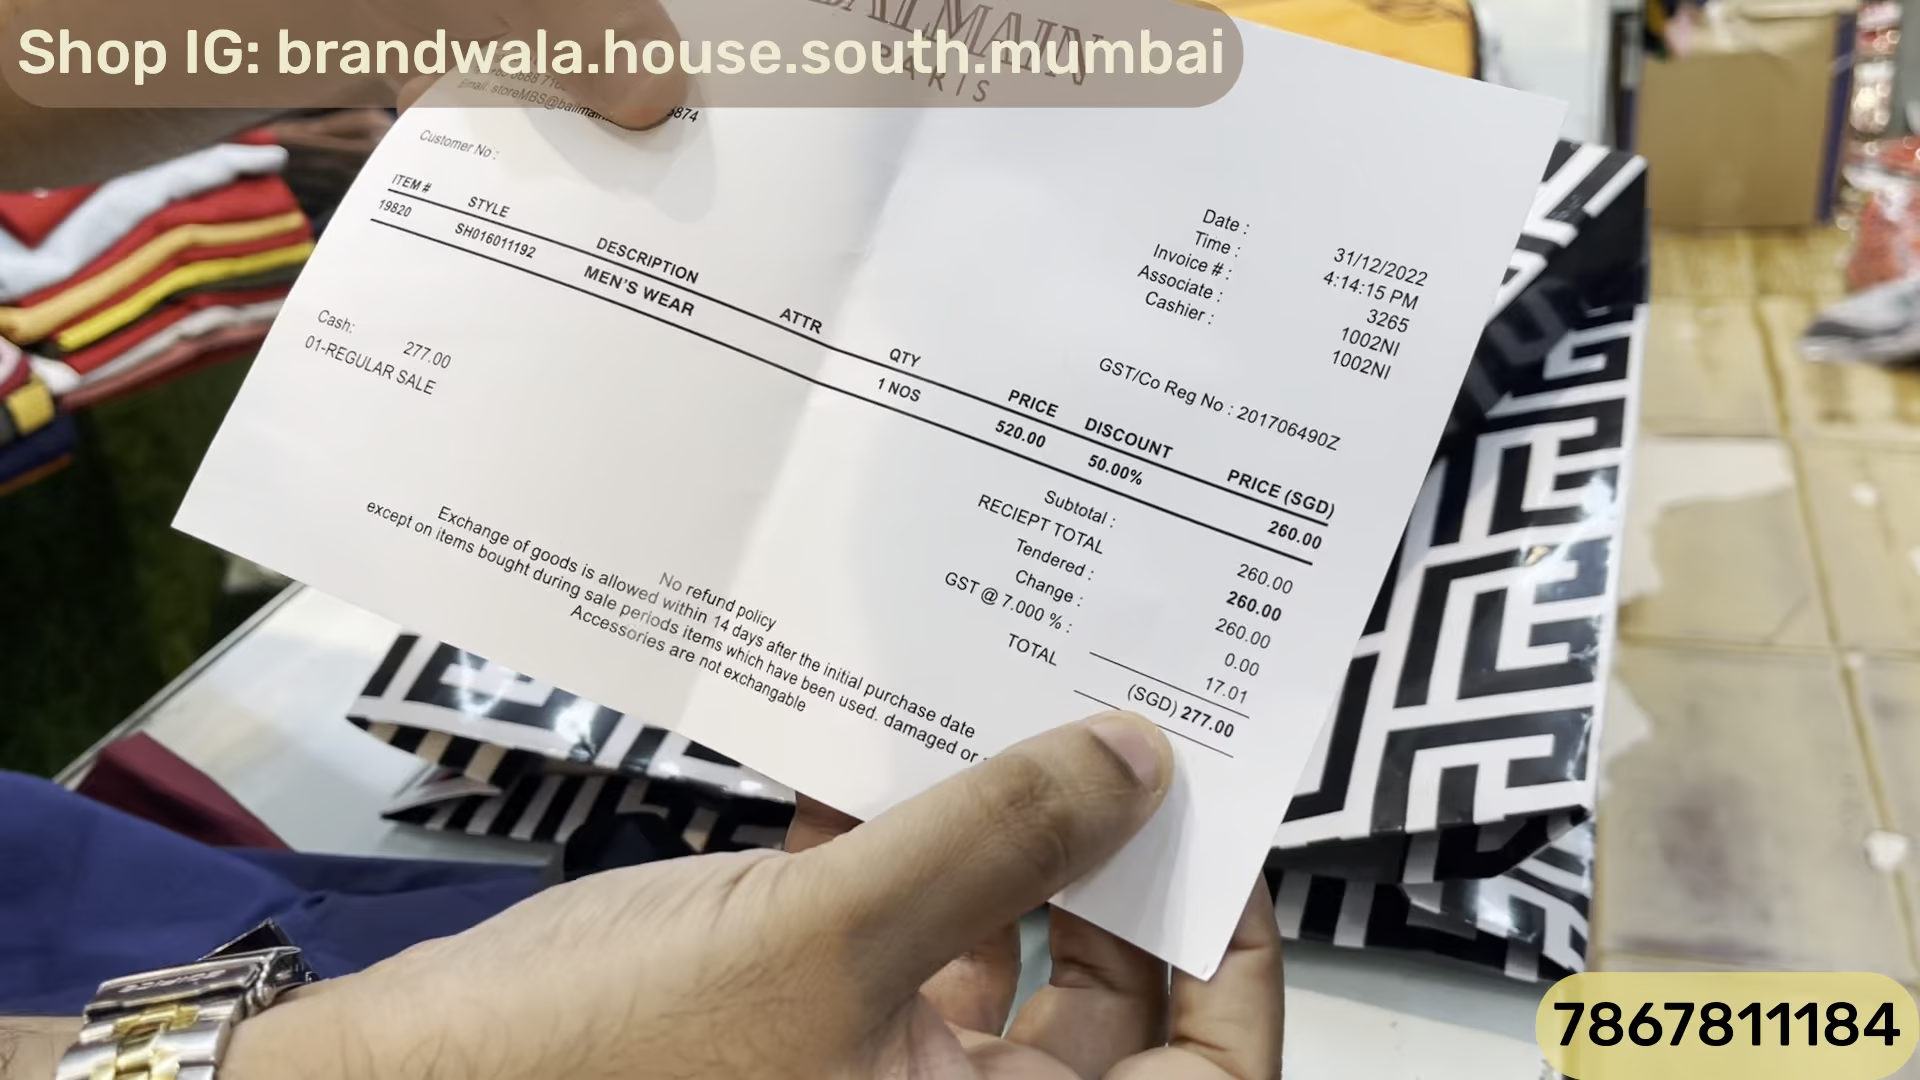 Shop IG: brandwala.house.south.mumbai
BALMAIN
PARIS
Customer No :
Date : 31/12/2022
Time : 4:14:15 PM
Invoice # : 3265
Associate : 1002NI
Cashier : 1002NI
GST/Co Reg No : 201706490Z
ITEM # STYLE DESCRIPTION ATTR QTY PRICE DISCOUNT PRICE (SGD)
19820 SH016011192 MEN'S WEAR 1 NOS 520.00 50.00% 260.00
Cash: 277.00
01-REGULAR SALE
Subtotal : 260.00
RECIEPT TOTAL 260.00
Tendered : 260.00
Change : 0.00
GST @ 7.000 % : 17.01
TOTAL (SGD) 277.00
No refund policy
Exchange of goods is allowed within 14 days after the initial purchase date
except on items bought during sale periods items which have been used. damaged or
Accessories are not exchangable
7867811184